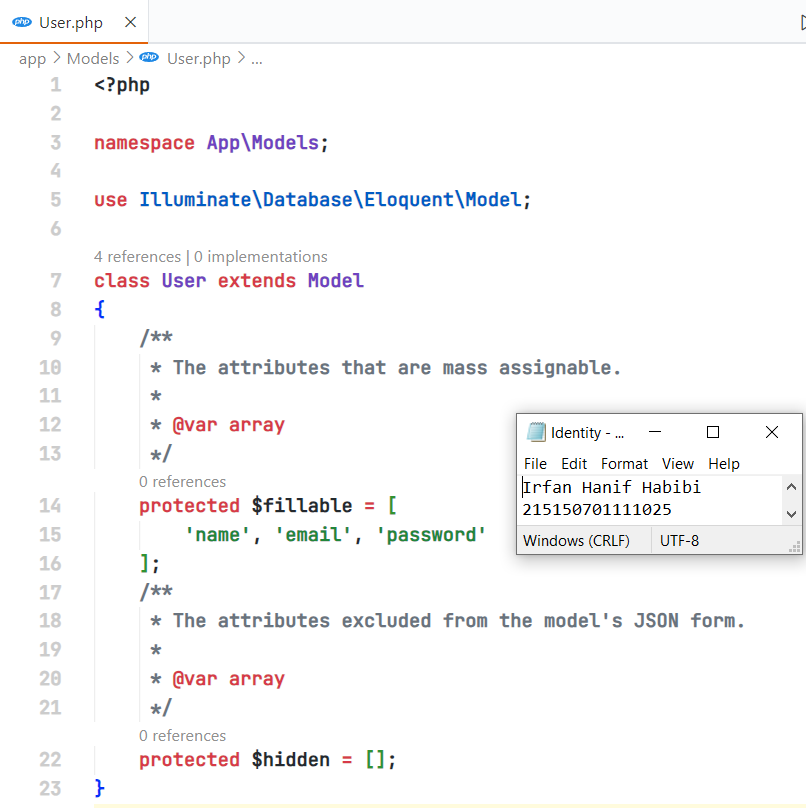 php User.php
app > Models > php User.php > ...
1 <?php
2
3 namespace App\Models;
4
5 use Illuminate\Database\Eloquent\Model;
6
4 references | 0 implementations
7 class User extends Model
8 {
9 /**
10 * The attributes that are mass assignable.
11 *
12 * @var array
13 */
0 references
14 protected $fillable = [
15 'name', 'email', 'password'
16 ];
17 /**
18 * The attributes excluded from the model's JSON form.
19 *
20 * @var array
21 */
0 references
22 protected $hidden = [];
23 }
Identity - ...
File Edit Format View Help
Irfan Hanif Habibi
215150701111025
Windows (CRLF) UTF-8